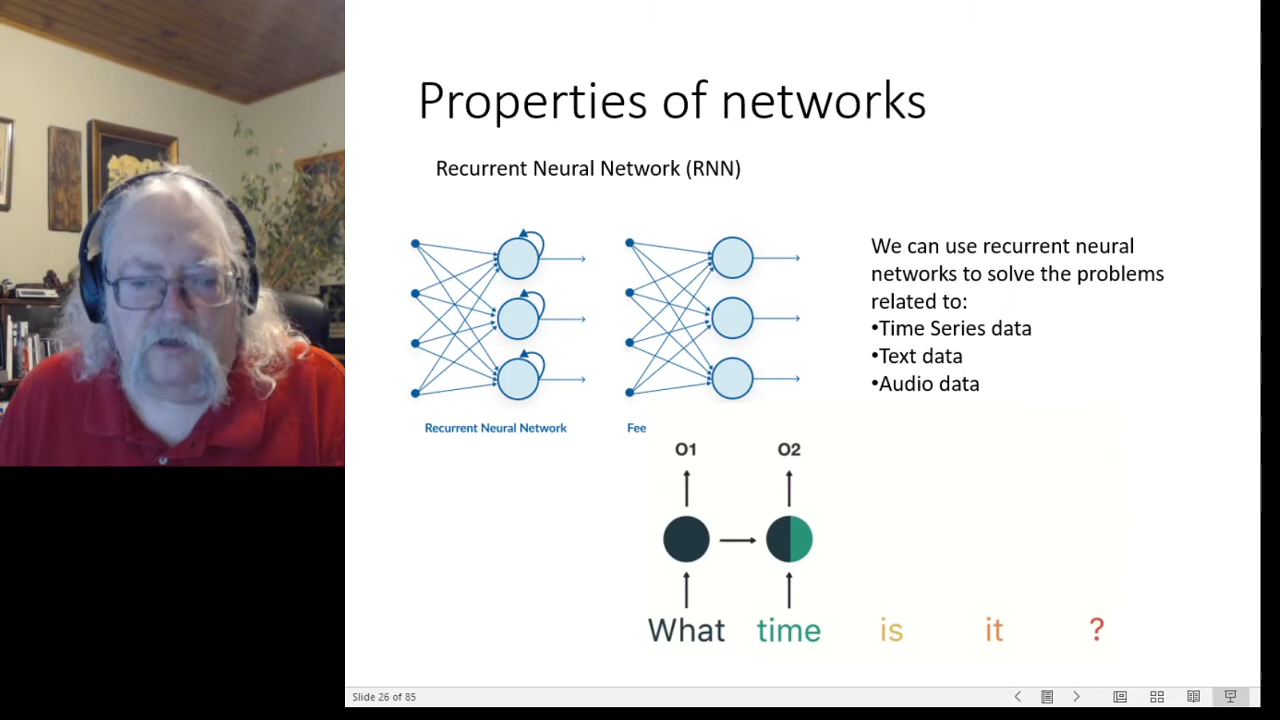 Properties of networks
Recurrent Neural Network (RNN)
We can use recurrent neural
networks to solve the problems
related to:
•Time Series data
•Text data
•Audio data
Recurrent Neural Network
Fee
O1
O2
What time is it ?
Slide 26 of 85